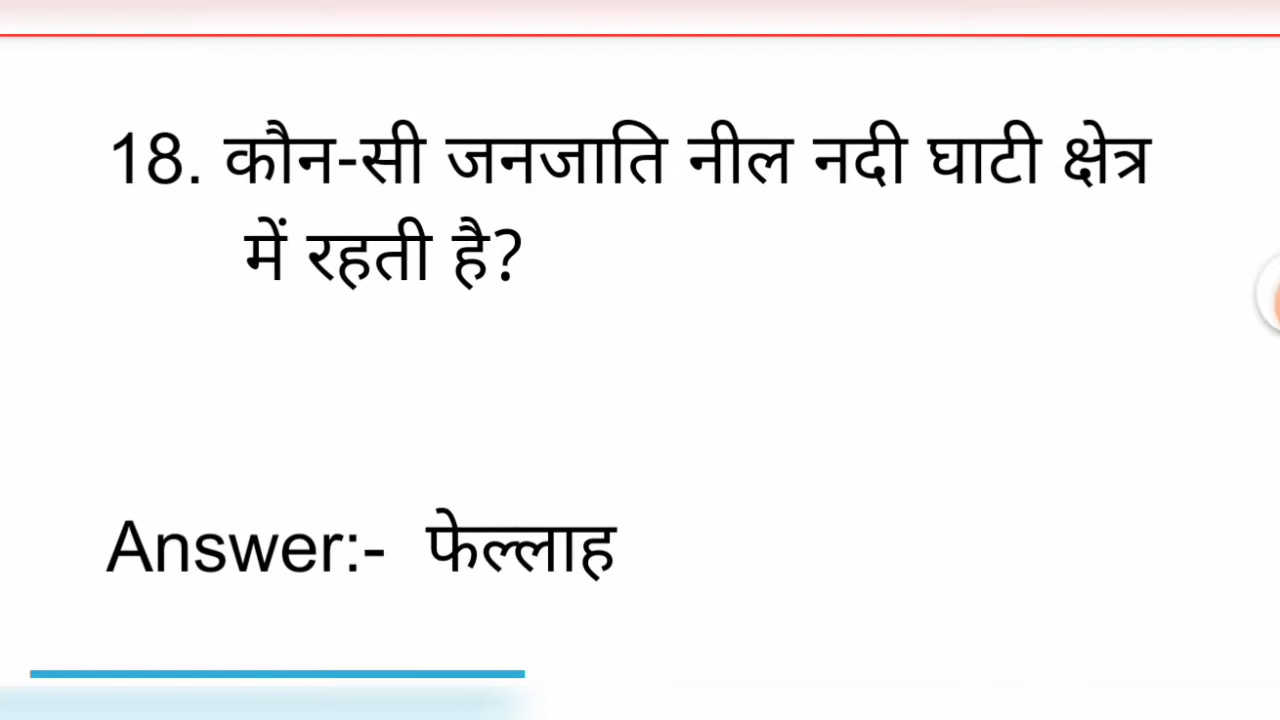 18. कौन-सी जनजाति नील नदी घाटी क्षेत्र
में रहती है?
Answer:- फेल्लाह